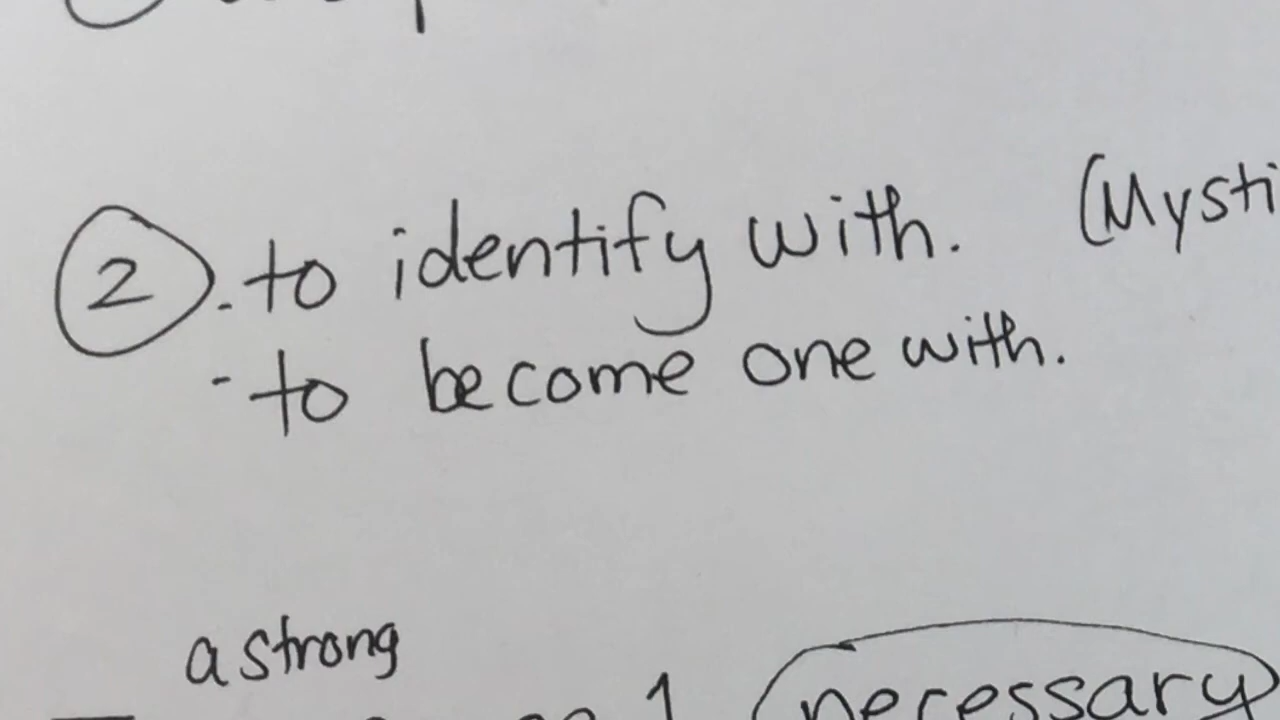 2. to identify with. (Mysti
- to become one with.
a strong
necessary